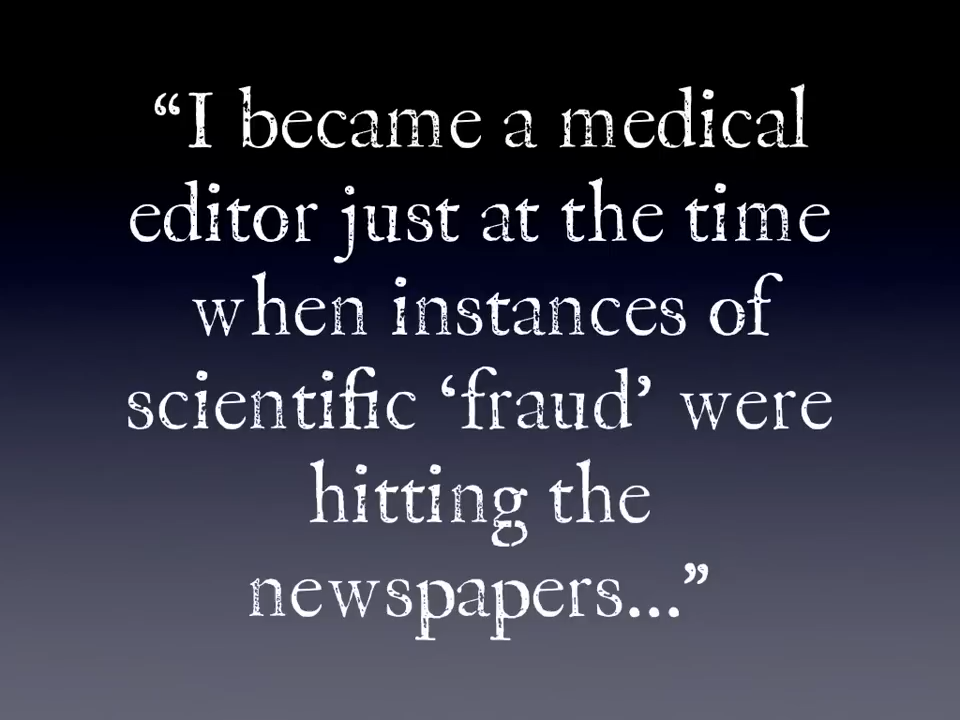 “I became a medical
editor just at the time
when instances of
scientific ‘fraud’ were
hitting the
newspapers...”